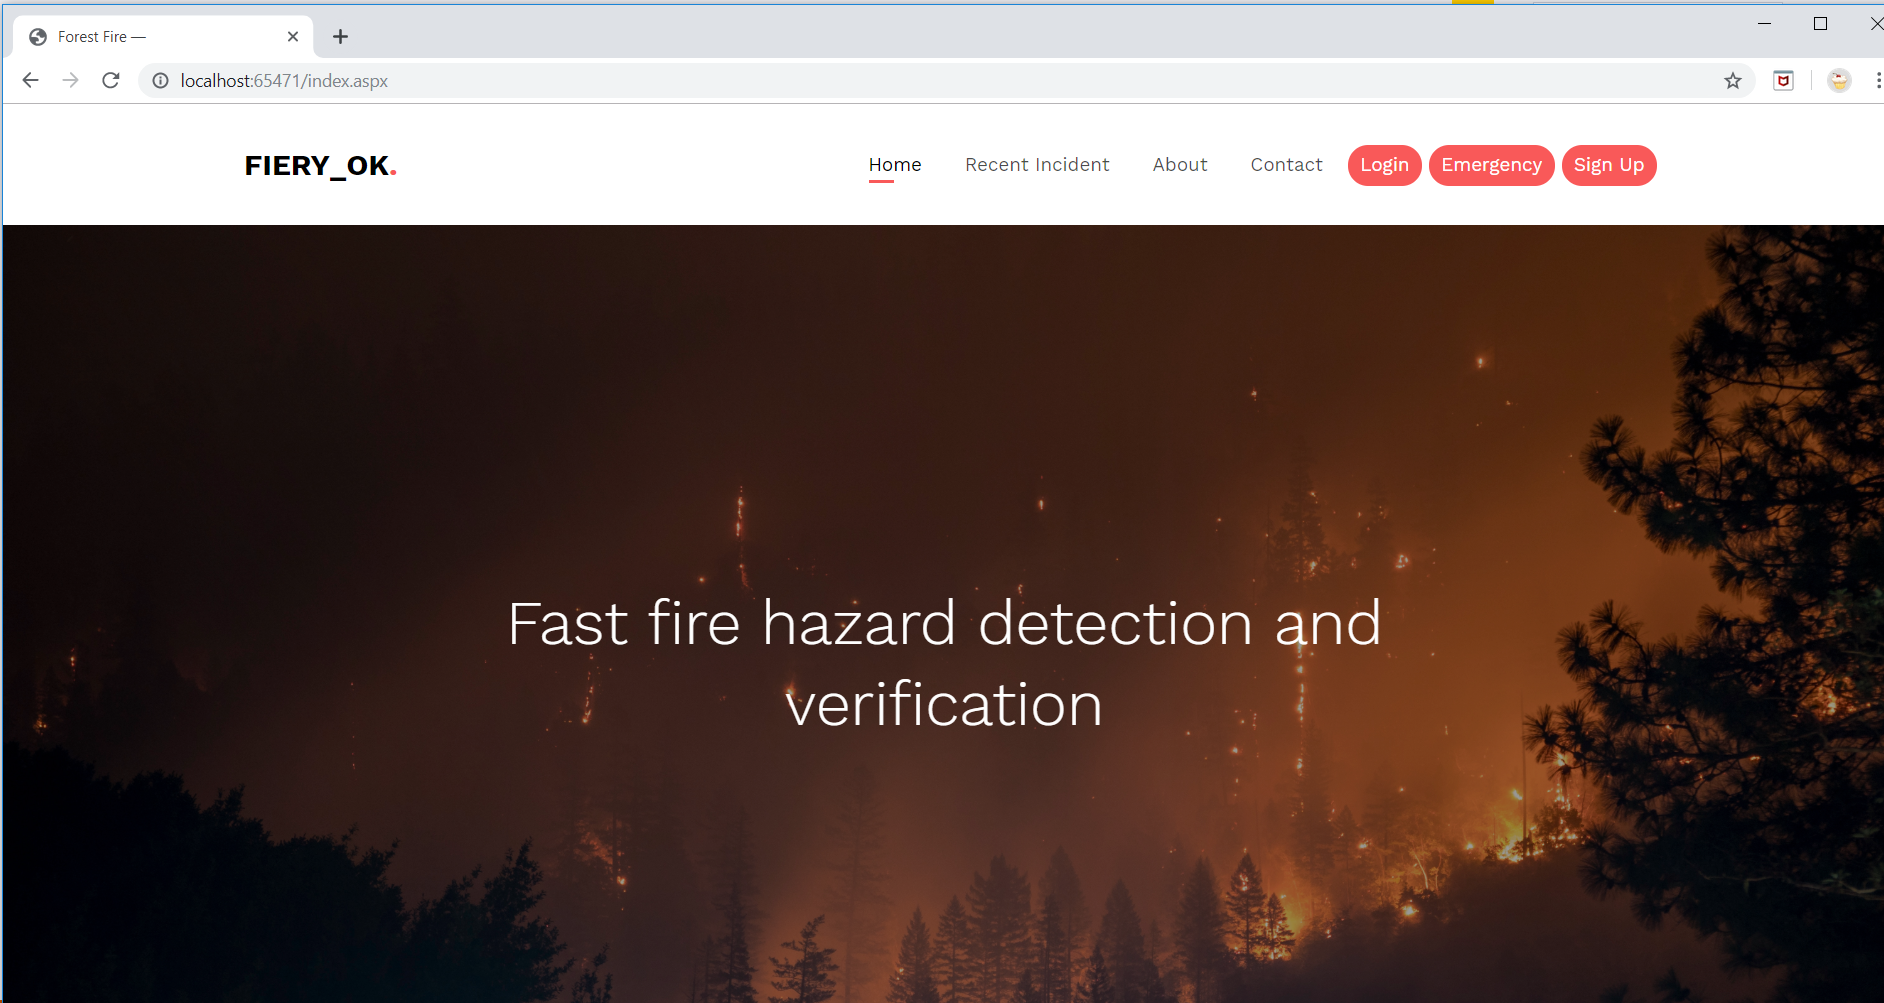 Forest Fire —
localhost:65471/index.aspx
FIERY_OK.
Home Recent Incident About Contact Login Emergency Sign Up
Fast fire hazard detection and
verification